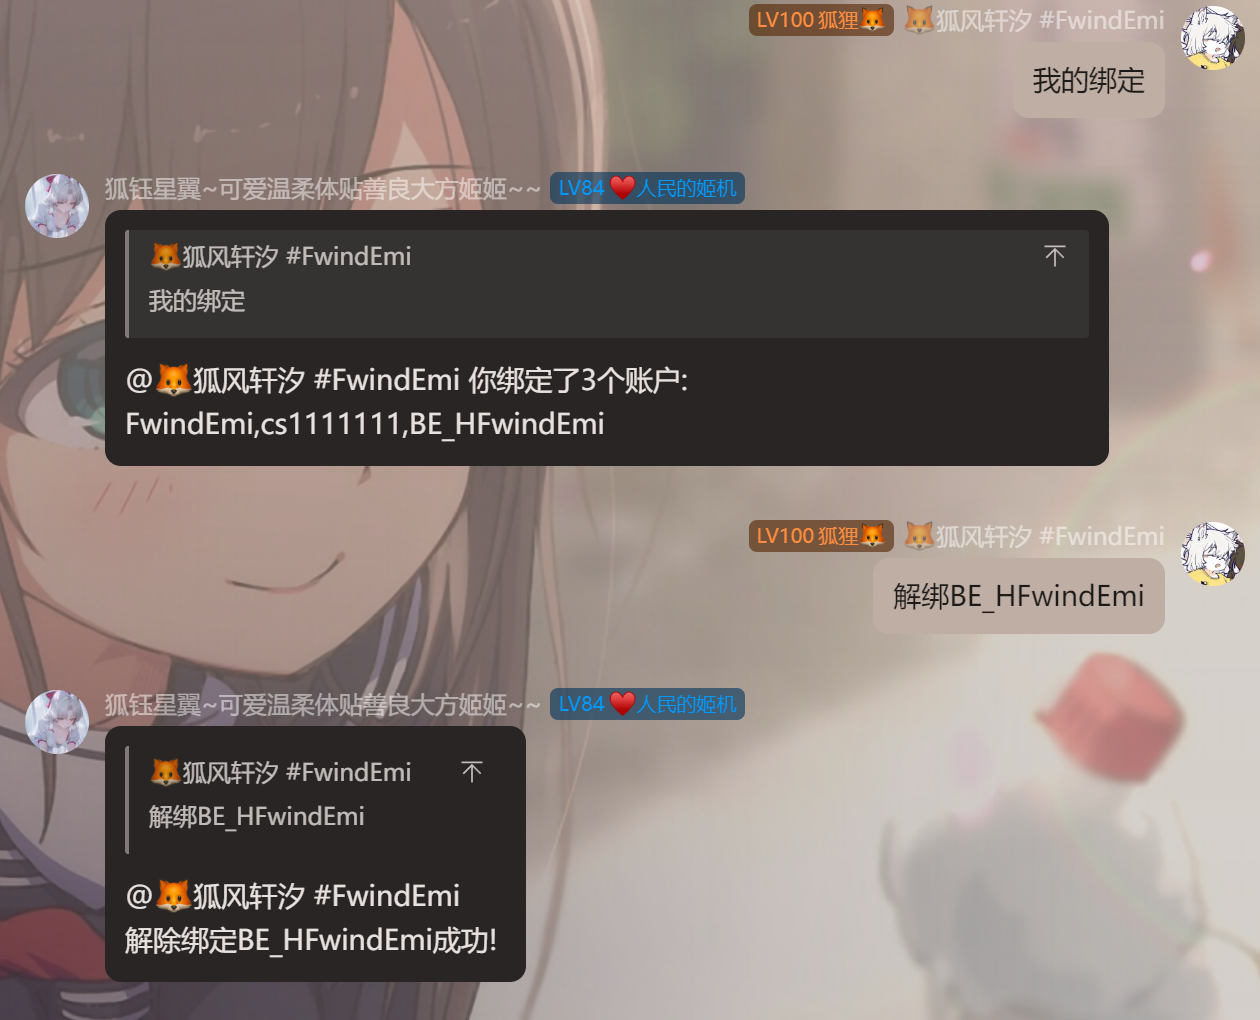 LV100 狐狸🦊 🦊狐风轩汐 #FwindEmi
我的绑定
狐钰星翼~可爱温柔体贴善良大方姬姬~~ LV84❤️人民的姬机
🦊狐风轩汐 #FwindEmi
我的绑定
@🦊狐风轩汐 #FwindEmi 你绑定了3个账户:
FwindEmi,cs1111111,BE_HFwindEmi
LV100 狐狸🦊 🦊狐风轩汐 #FwindEmi
解绑BE_HFwindEmi
狐钰星翼~可爱温柔体贴善良大方姬姬~~ LV84❤️人民的姬机
🦊狐风轩汐 #FwindEmi
解绑BE_HFwindEmi
@🦊狐风轩汐 #FwindEmi
解除绑定BE_HFwindEmi成功!